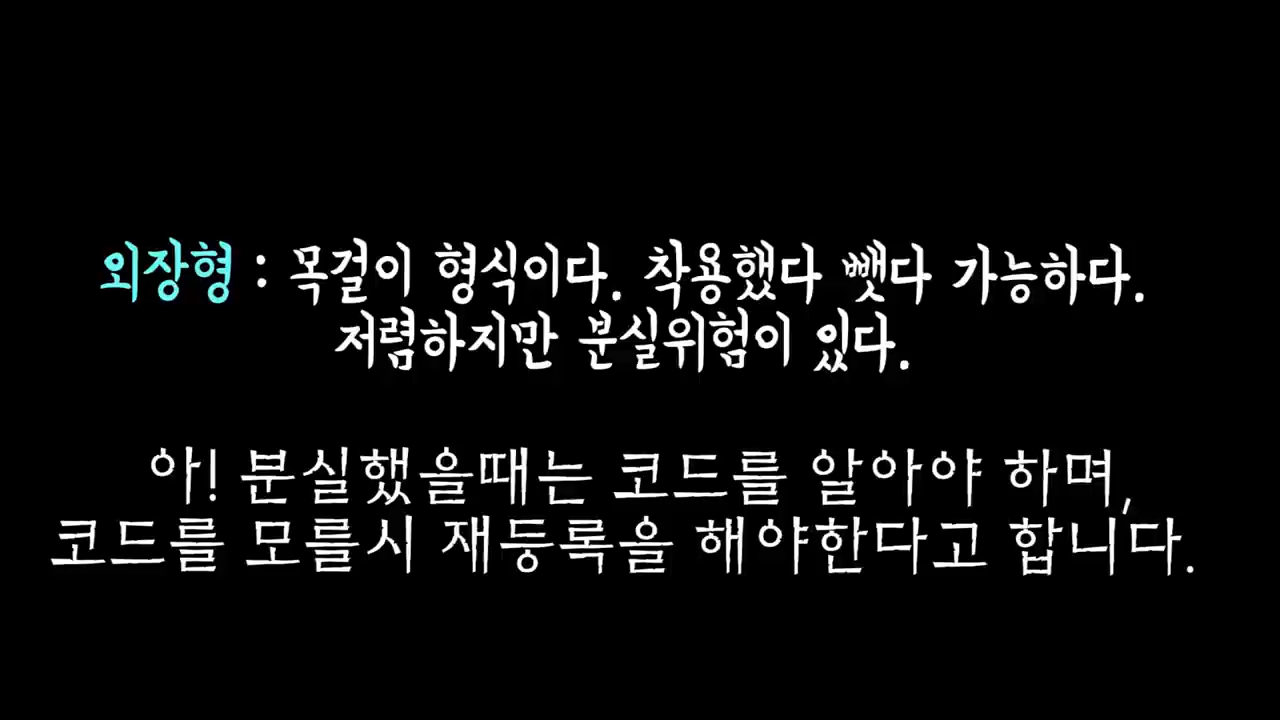 외장형 : 목걸이 형식이다. 착용했다 뺏다 가능하다.
저렴하지만 분실위험이 있다.
아! 분실했을때는 코드를 알아야 하며,
코드를 모를시 재등록을 해야한다고 합니다.